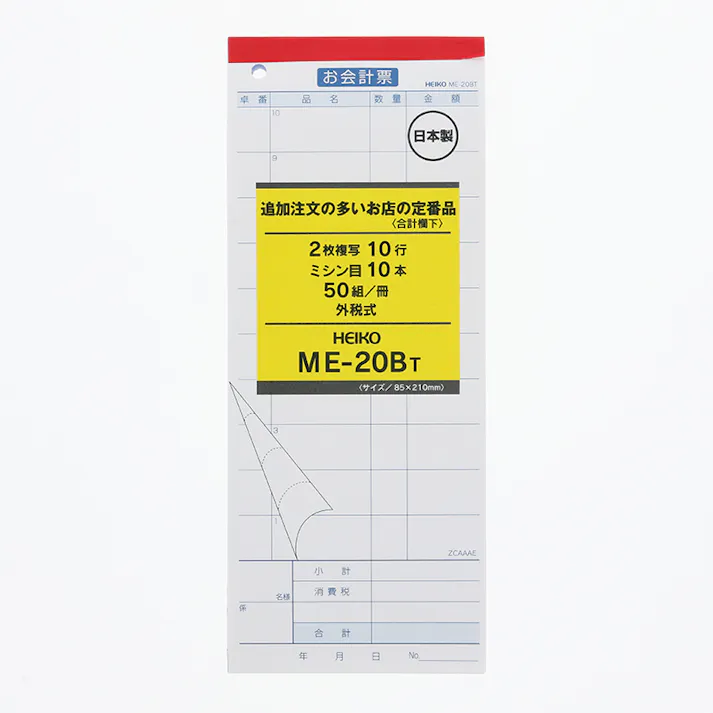 お会計票
HEIKO ME-20BT
卓番 品名 数量 金額
10
日本製
9
追加注文の多いお店の定番品
〈合計欄下〉
2枚複写 10行
ミシン目 10本
50組／冊
外税式
HEIKO
ME-20BT
〈サイズ／85×210mm〉
3
1
ZCAAAE
小計
名様 消費税
係
合計
年 月 日 No.